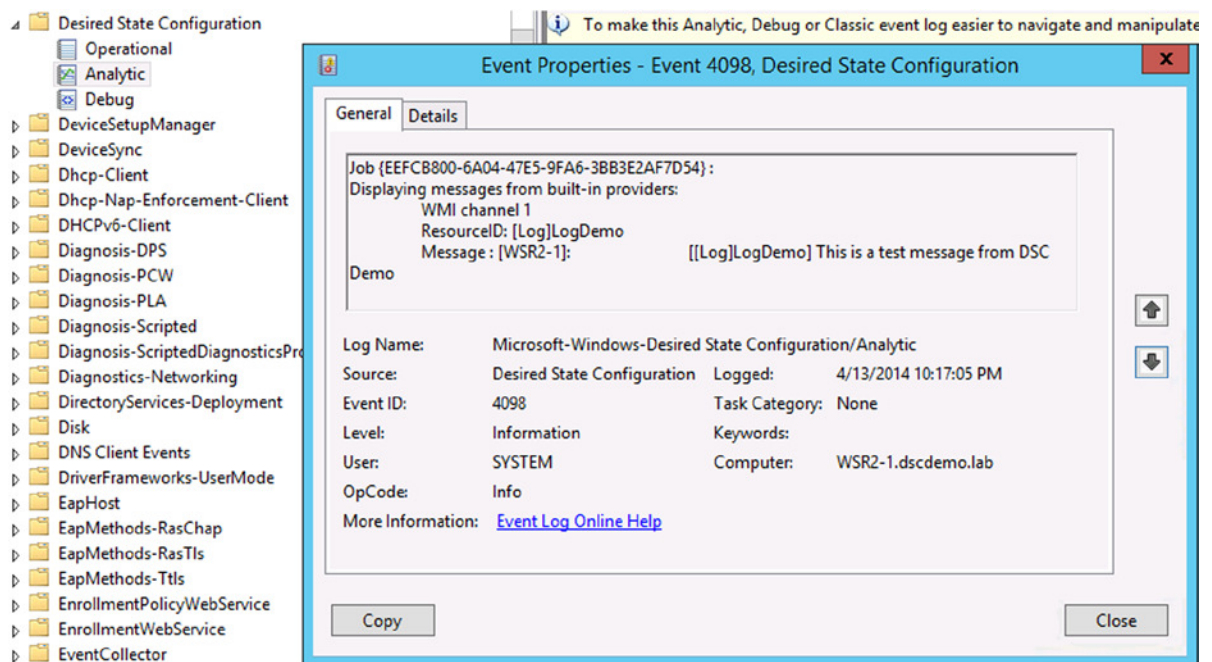 Desired State Configuration
Operational
Analytic
Debug
DeviceSetupManager
DeviceSync
Dhcp-Client
Dhcp-Nap-Enforcement-Client
DHCPv6-Client
Diagnosis-DPS
Diagnosis-PCW
Diagnosis-PLA
Diagnosis-Scripted
Diagnosis-ScriptedDiagnosticsPro
Diagnostics-Networking
DirectoryServices-Deployment
Disk
DNS Client Events
DriverFrameworks-UserMode
EapHost
EapMethods-RasChap
EapMethods-RasTls
EapMethods-Ttls
EnrollmentPolicyWebService
EnrollmentWebService
EventCollector
To make this Analytic, Debug or Classic event log easier to navigate and manipulate
Event Properties - Event 4098, Desired State Configuration
x
General Details
Job {EEFCB800-6A04-47E5-9FA6-3BB3E2AF7D54} :
Displaying messages from built-in providers:
WMI channel 1
ResourceID: [Log]LogDemo
Message : [WSR2-1]: [[Log]LogDemo] This is a test message from DSC
Demo
Log Name: Microsoft-Windows-Desired State Configuration/Analytic
Source: Desired State Configuration Logged: 4/13/2014 10:17:05 PM
Event ID: 4098 Task Category: None
Level: Information Keywords:
User: SYSTEM Computer: WSR2-1.dscdemo.lab
OpCode: Info
More Information: Event Log Online Help
Copy Close